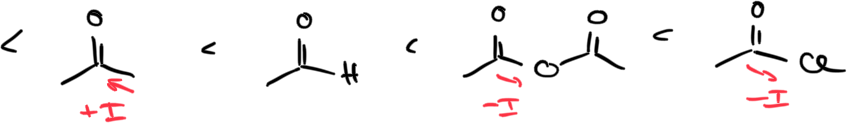 O O O O O
< < H < O < Cl
+I -I -I